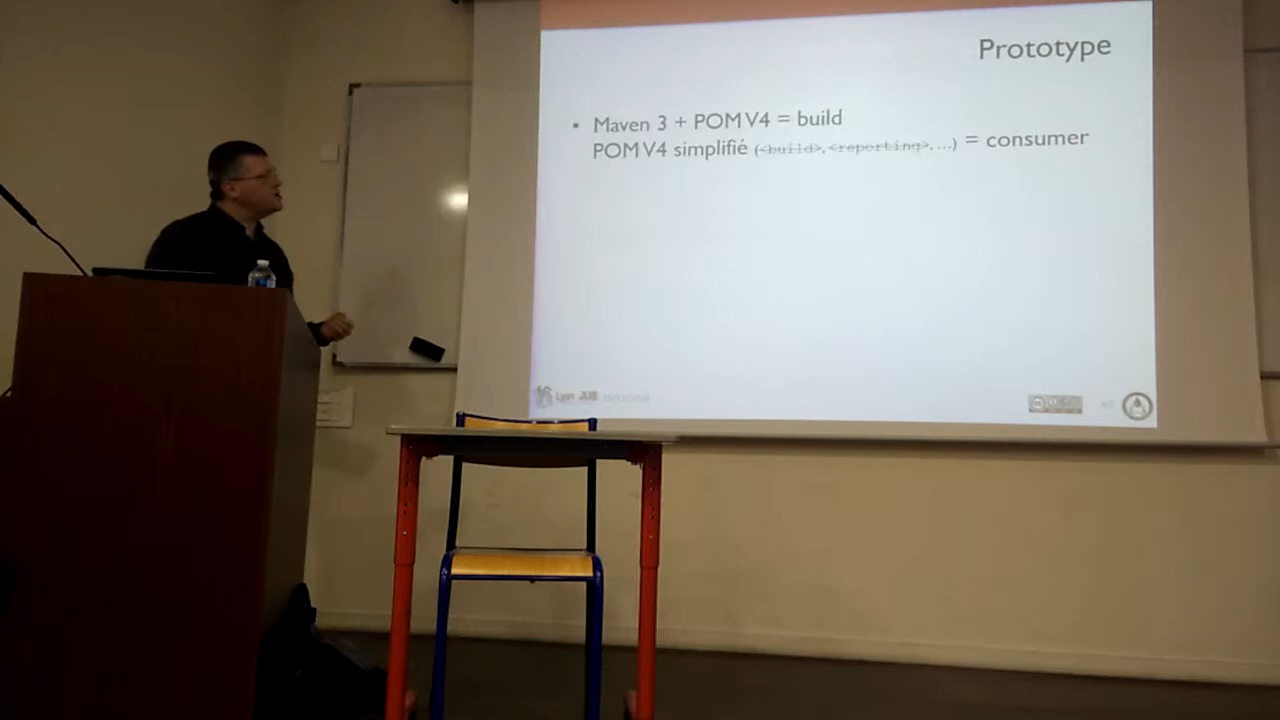 Prototype
• Maven 3 + POM V4 = build
POM V4 simplifié (<build>,<reporting>,...) = consumer
Lyon JUG